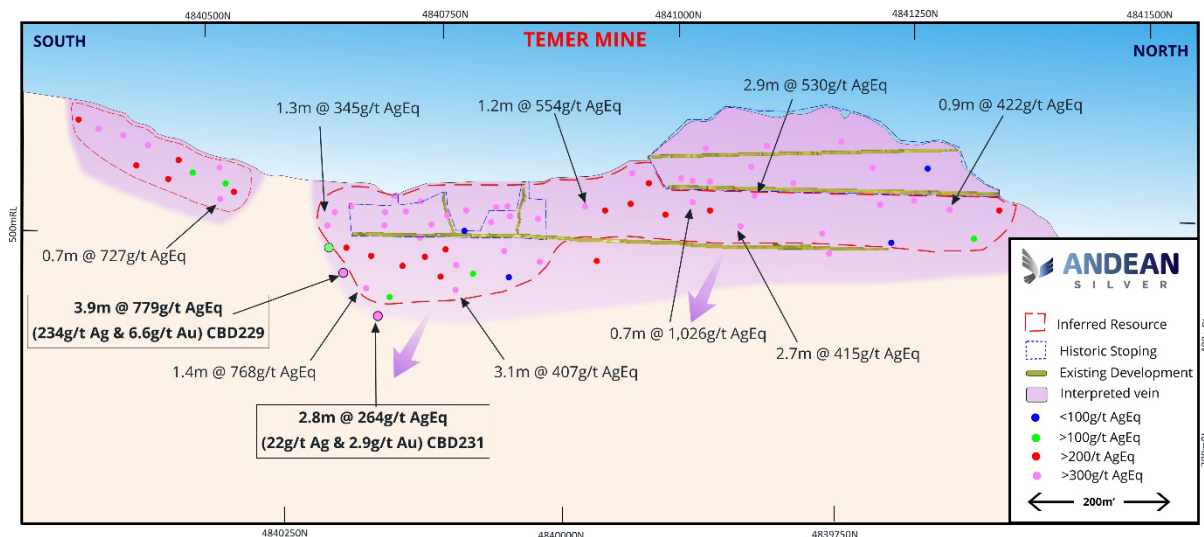 4840500N
4840750N
4841000N
4841250N
4841500N
SOUTH
TEMER MINE
NORTH
1.3m @ 345g/t AgEq
1.2m @ 554g/t AgEq
2.9m @ 530g/t AgEq
0.9m @ 422g/t AgEq
500mRL
0.7m @ 727g/t AgEq
3.9m @ 779g/t AgEq
(234g/t Ag & 6.6g/t Au) CBD229
1.4m @ 768g/t AgEq
3.1m @ 407g/t AgEq
0.7m @ 1,026g/t AgEq
2.7m @ 415g/t AgEq
2.8m @ 264g/t AgEq
(22g/t Ag & 2.9g/t Au) CBD231
ANDEAN
SILVER
Inferred Resource
Historic Stoping
Existing Development
Interpreted vein
<100g/t AgEq
>100g/t AgEq
>200/t AgEq
>300g/t AgEq
200m'
4840250N
4840000N
4839750N